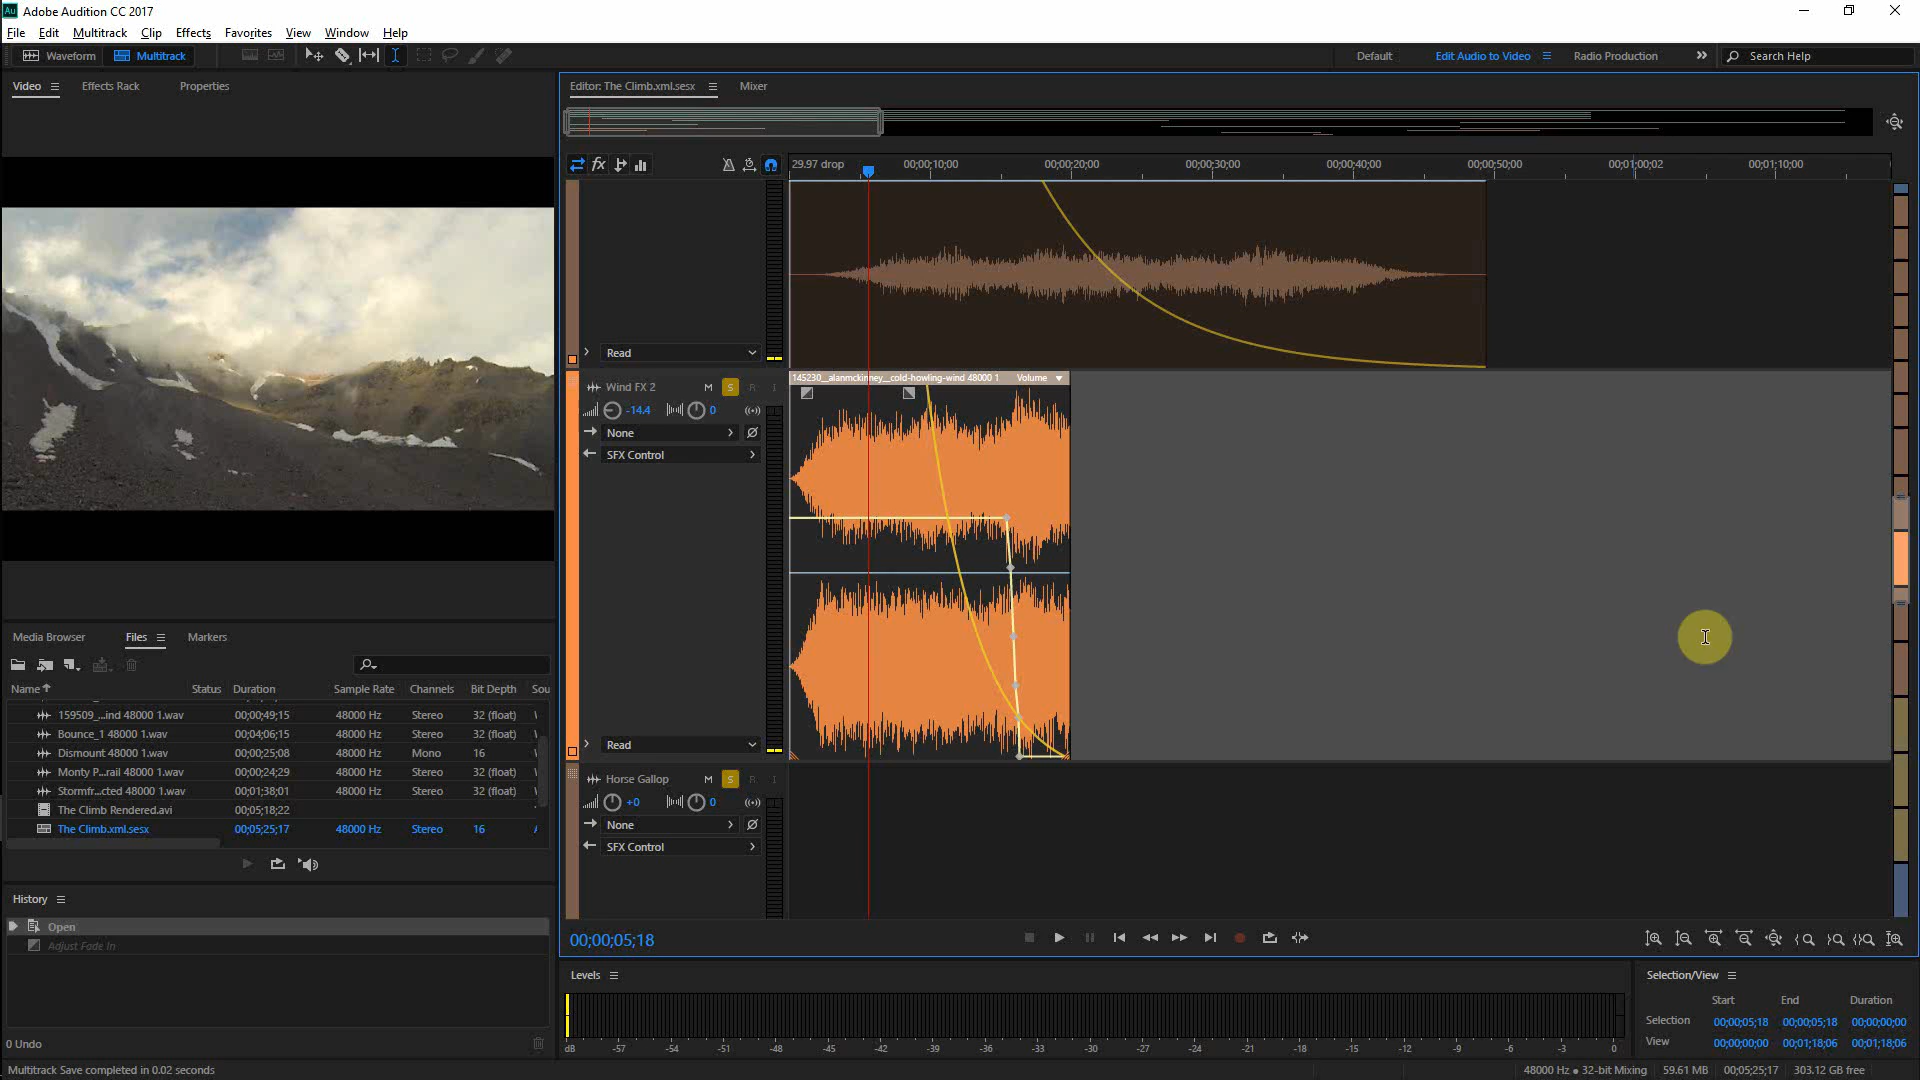 Au Adobe Audition CC 2017
File Edit Multitrack Clip Effects Favorites View Window Help
Waveform Multitrack Default Edit Audio to Video Radio Production Search Help
Video Effects Rack Properties
Editor: The Climb.xml.sesx Mixer
fx 29.97 drop 00;00;10;00 00;00;20;00 00;00;30;00 00;00;40;00 00;00;50;00 00;01;00;02 00;01;10;00
Read
Wind FX 2 M S R I
-14.4 0
None
SFX Control
145230__alanmckinney__cold-howling-wind 48000 1 Volume
Read
Horse Gallop M S R I
+0 0
None
SFX Control
00;00;05;18
Media Browser Files Markers
Name Status Duration Sample Rate Channels Bit Depth Sou
159509_...ind 48000 1.wav 00;00;49;15 48000 Hz Stereo 32 (float)
Bounce_1 48000 1.wav 00;04;06;15 48000 Hz Stereo 32 (float)
Dismount 48000 1.wav 00;00;25;08 48000 Hz Mono 16
Monty P...rail 48000 1.wav 00;00;24;29 48000 Hz Stereo 32 (float)
Stormfr...cted 48000 1.wav 00;01;38;01 48000 Hz Stereo 32 (float)
The Climb Rendered.avi 00;05;18;22
The Climb.xml.sesx 00;05;25;17 48000 Hz Stereo 16
History
Open
Adjust Fade In
0 Undo
Levels
dB -57 -54 -51 -48 -45 -42 -39 -36 -33 -30 -27 -24 -21 -18 -15 -12 -9 -6 -3 0
Selection/View
Start End Duration
Selection 00;00;05;18 00;00;05;18 00;00;00;00
View 00;00;00;00 00;01;18;06 00;01;18;06
Multitrack Save completed in 0.02 seconds
48000 Hz ● 32-bit Mixing 59.61 MB 00;05;25;17 303.12 GB free